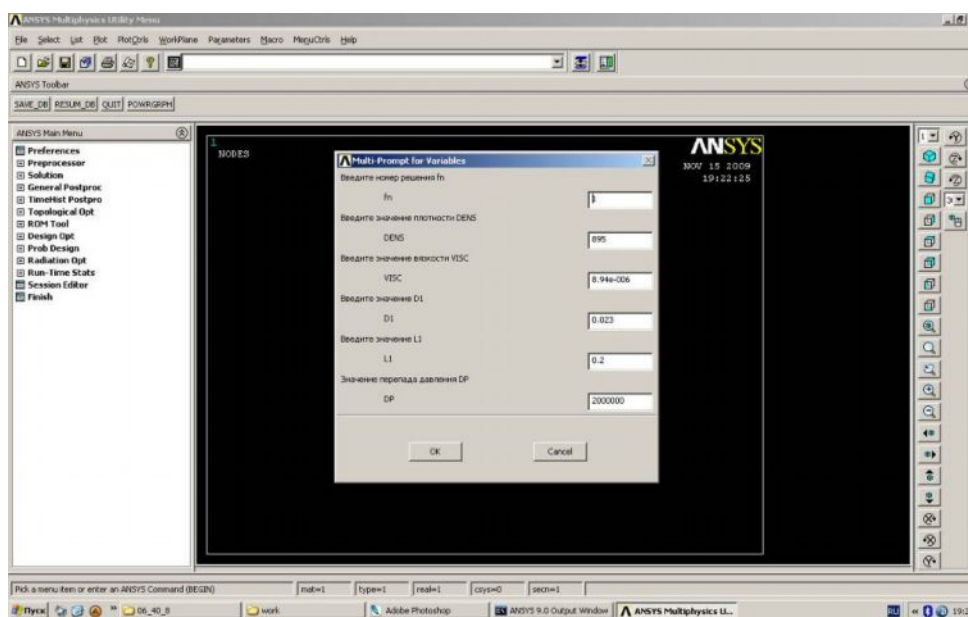 ANSYS Multiphysics Utility Menu
File Select List Plot PlotCtrls WorkPlane Parameters Macro MenuCtrls Help
ANSYS Toolbar
SAVE_DB RESUM_DB QUIT POWRGRPH
ANSYS Main Menu
Preferences
Preprocessor
Solution
General Postproc
TimeHist Postpro
Topological Opt
ROM Tool
Design Opt
Prob Design
Radiation Opt
Run-Time Stats
Session Editor
Finish
1
NODES
ANSYS
NOV 15 2009
19:22:25
Multi-Prompt for Variables
Введите номер решения fn
fn
Введите значение плотности DENS
DENS 895
Введите значение вязкости VISC
VISC 8.94e-006
Введите значение D1
D1 0.023
Введите значение L1
L1 0.2
Значение перепада давления DP
DP 2000000
OK Cancel
Pick a menu item or enter an ANSYS Command (BEGIN) mat=1 type=1 real=1 csys=0 secn=1
Пуск 06_40_8 work Adobe Photoshop ANSYS 9.0 Output Window ANSYS Multiphysics U... RU